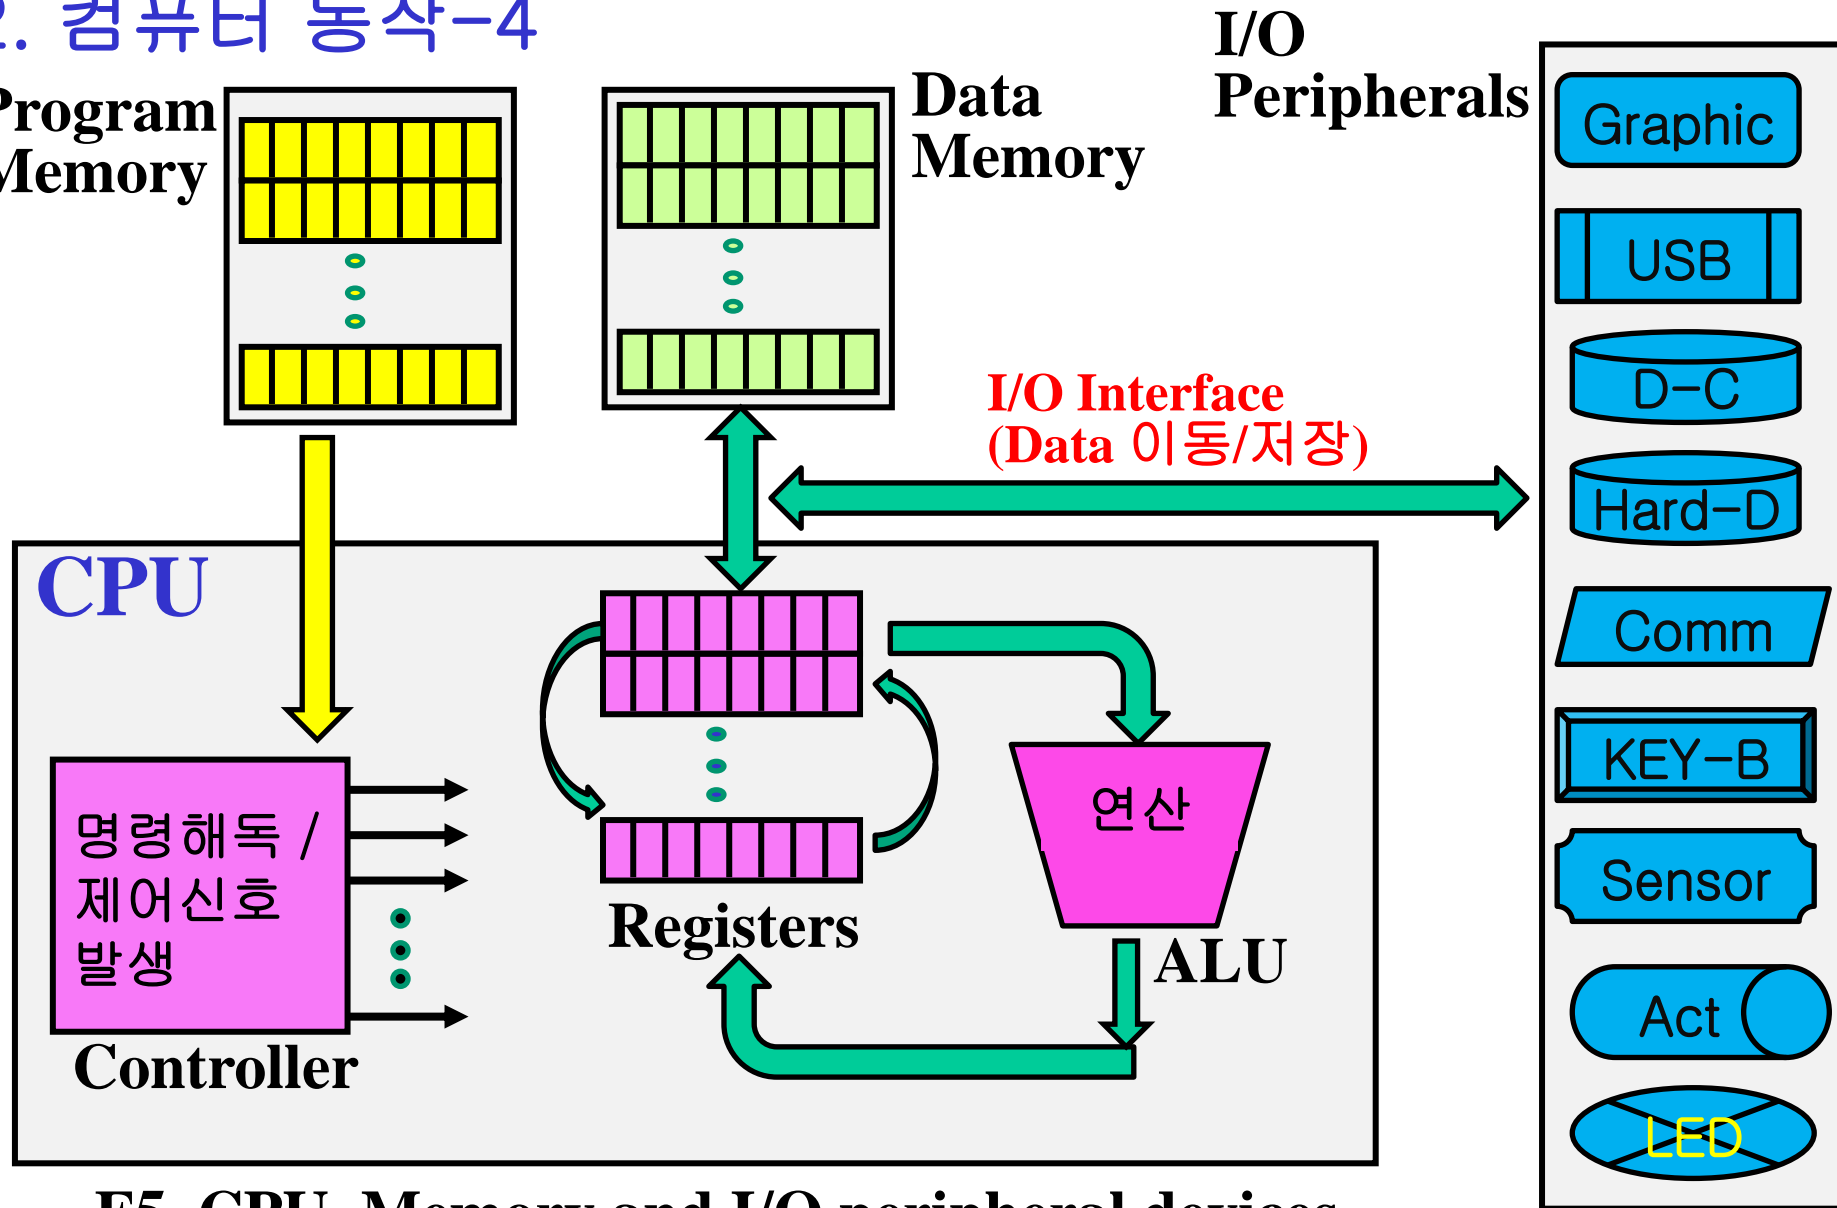 2. 컴퓨터 동작-4
Program
Memory
Data
Memory
I/O
Peripherals
Graphic
USB
D-C
Hard-D
Comm
KEY-B
Sensor
Act
LED
I/O Interface
(Data 이동/저장)
CPU
명령해독 /
제어신호
발생
Controller
Registers
연산
ALU
F5. CPU, Memory and I/O peripheral devices